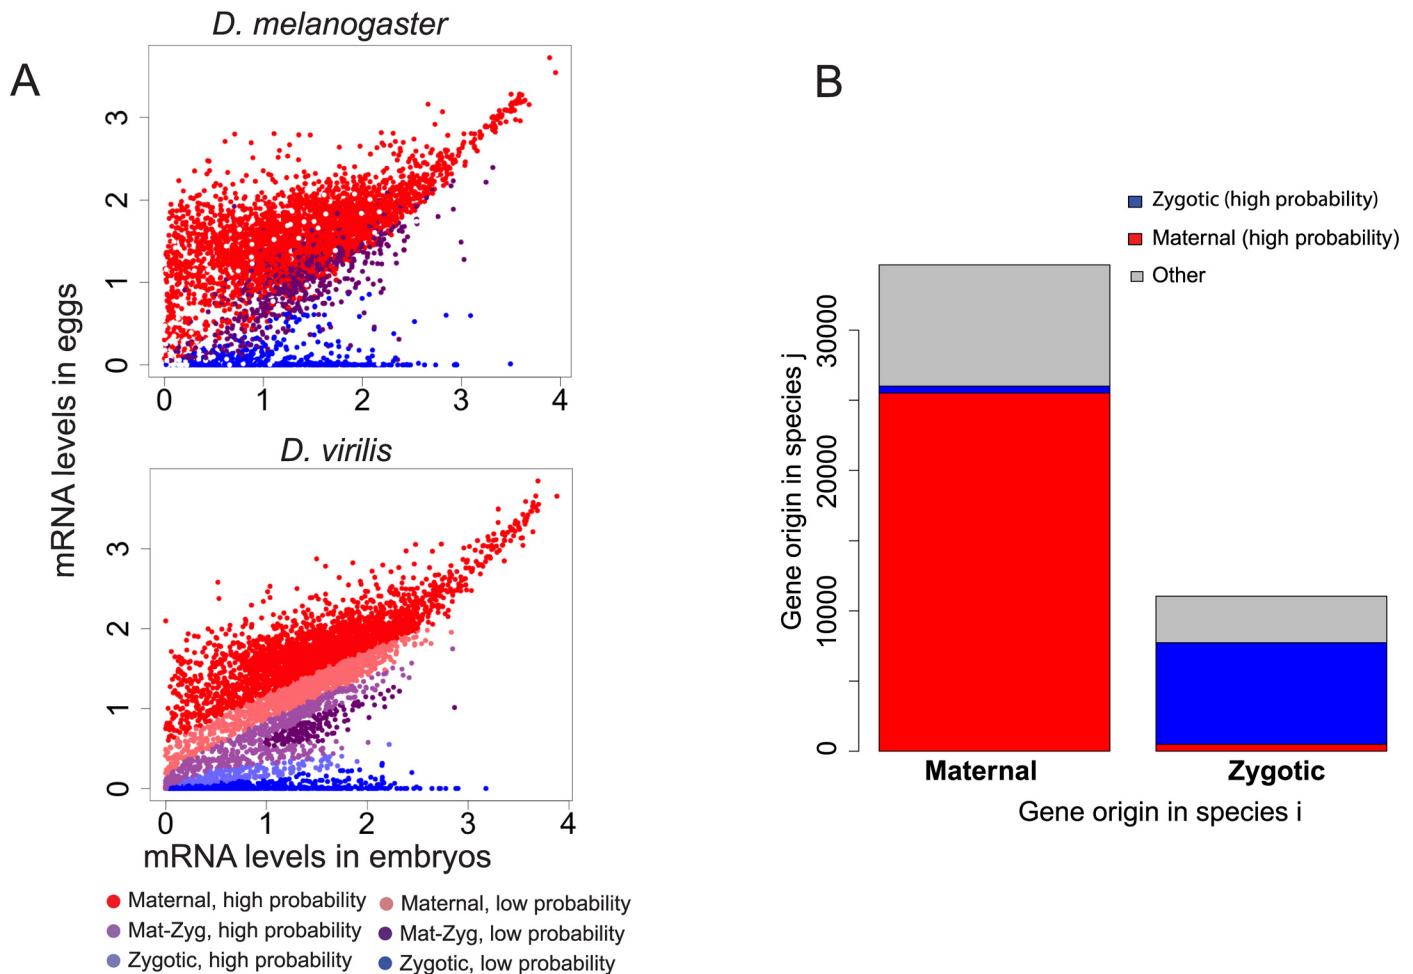 A
D. melanogaster
3
2
1
0
0 1 2 3 4
D. virilis
3
2
1
0
0 1 2 3 4
mRNA levels in eggs
mRNA levels in embryos
Maternal, high probability
Maternal, low probability
Mat-Zyg, high probability
Mat-Zyg, low probability
Zygotic, high probability
Zygotic, low probability
B
Zygotic (high probability)
Maternal (high probability)
Other
Gene origin in species j
30000
20000
10000
0
Maternal Zygotic
Gene origin in species i